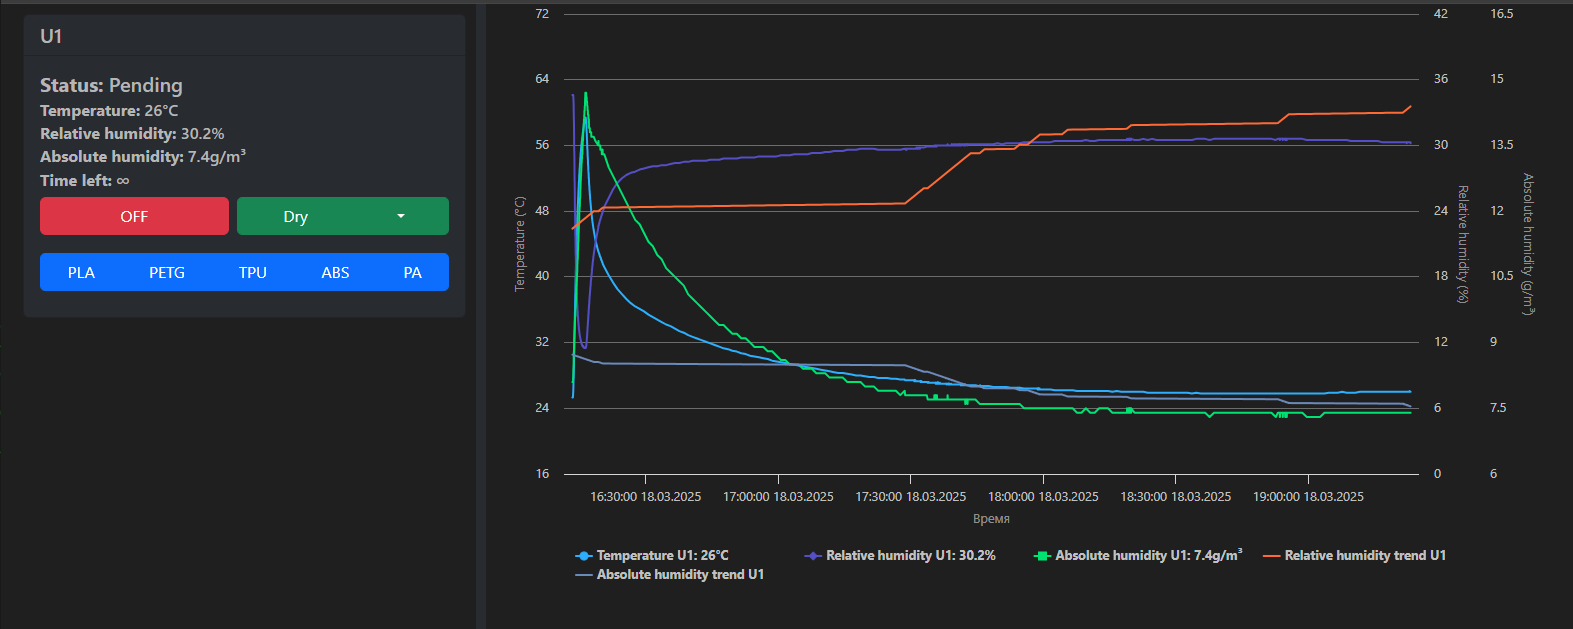 U1
Status: Pending
Temperature: 26°C
Relative humidity: 30.2%
Absolute humidity: 7.4g/m³
Time left: ∞
OFF Dry
PLA PETG TPU ABS PA
72 42 16.5
64 36 15
56 30 13.5
48 24 12
40 18 10.5
32 12 9
24 6 7.5
16 0 6
Temperature (°C)
Relative humidity (%)
Absolute humidity (g/m³)
16:30:00 18.03.2025 17:00:00 18.03.2025 17:30:00 18.03.2025 18:00:00 18.03.2025 18:30:00 18.03.2025 19:00:00 18.03.2025
Время
Temperature U1: 26°C Relative humidity U1: 30.2% Absolute humidity U1: 7.4g/m³ Relative humidity trend U1
Absolute humidity trend U1